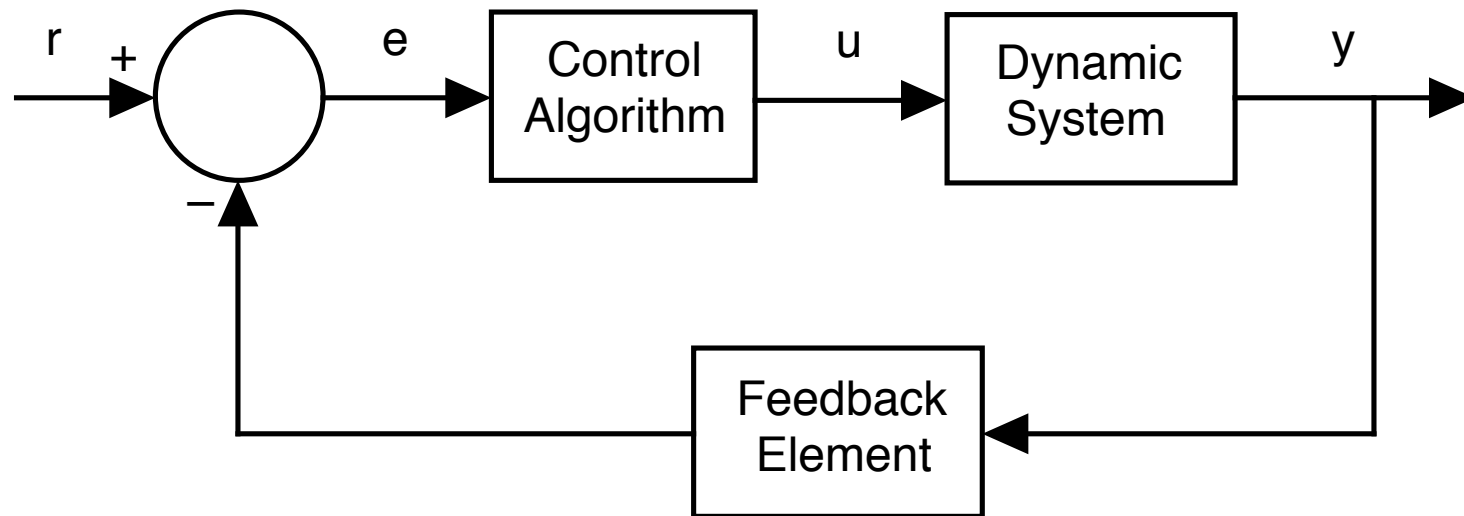 r
+
e
Control
Algorithm
u
Dynamic
System
y
−
Feedback
Element